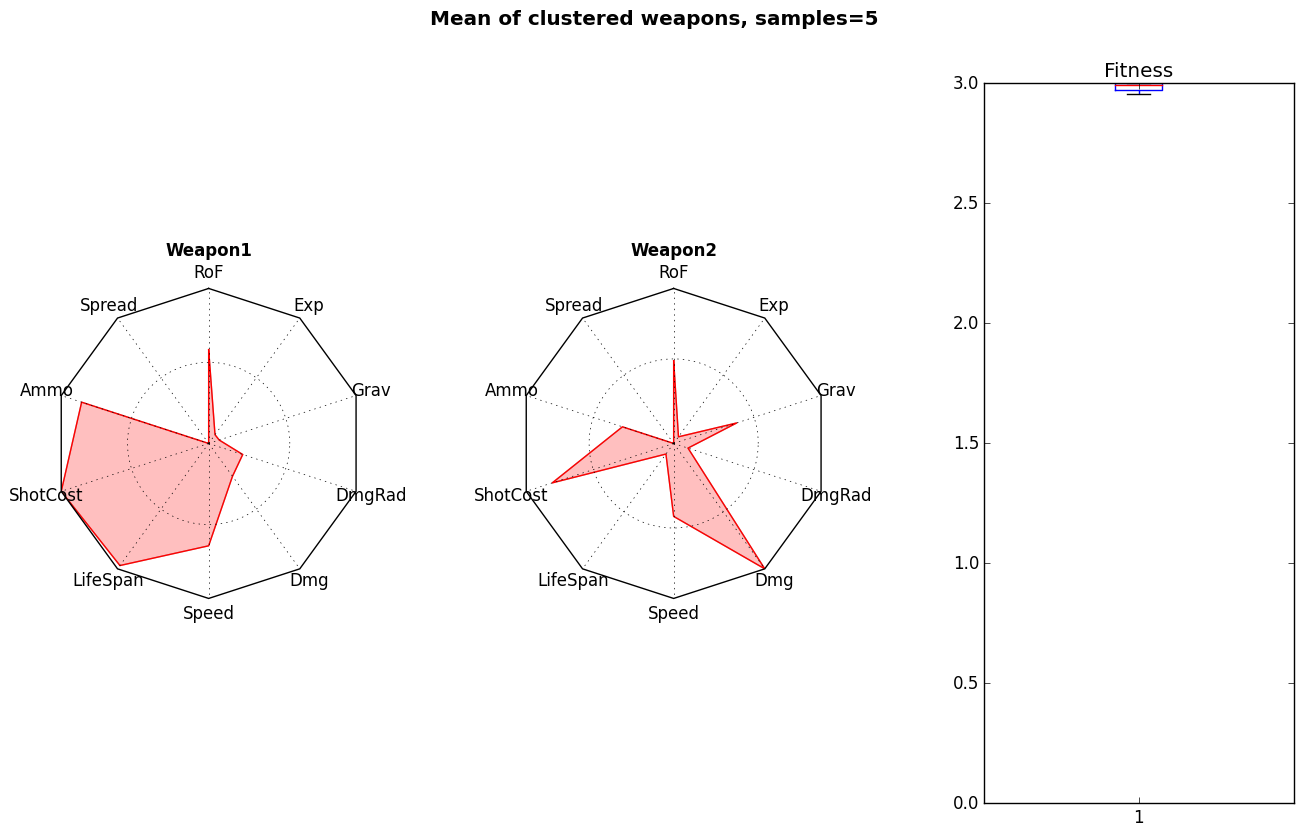 Mean of clustered weapons, samples=5
Weapon1
RoF
Spread
Exp
Ammo
Grav
ShotCost
DmgRad
LifeSpan
Dmg
Speed
Weapon2
RoF
Spread
Exp
Ammo
Grav
ShotCost
DmgRad
LifeSpan
Dmg
Speed
Fitness
3.0
2.5
2.0
1.5
1.0
0.5
0.0
1